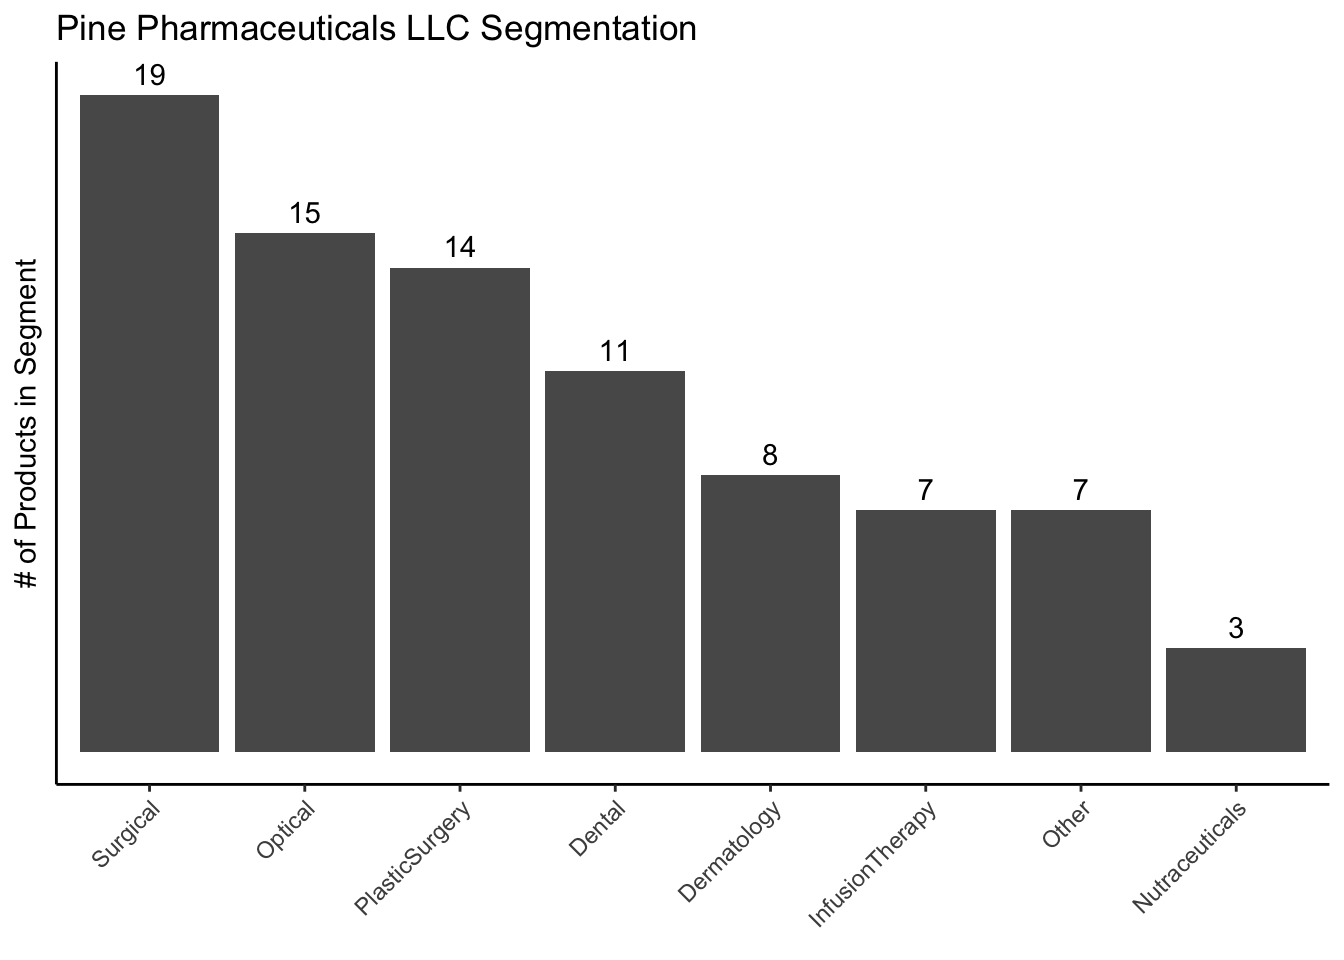 Pine Pharmaceuticals LLC Segmentation
# of Products in Segment
19
15
14
11
8
7
7
3
Surgical
Optical
PlasticSurgery
Dental
Dermatology
InfusionTherapy
Other
Nutraceuticals